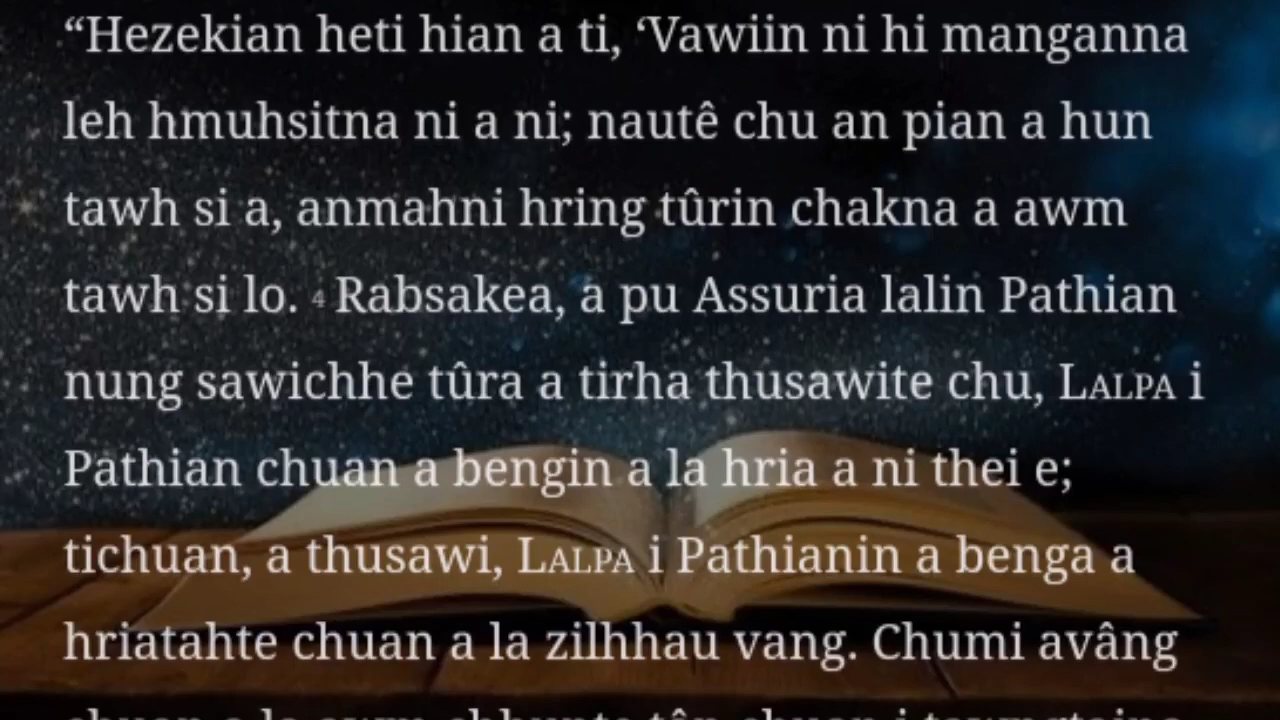 “Hezekian heti hian a ti, ‘Vawiin ni hi manganna
leh hmuhsitna ni a ni; nautê chu an pian a hun
tawh si a, anmahni hring tûrin chakna a awm
tawh si lo. 4 Rabsakea, a pu Assuria lalin Pathian
nung sawichhe tûra a tirha thusawite chu, LALPA i
Pathian chuan a bengin a la hria a ni thei e;
tichuan, a thusawi, LALPA i Pathianin a benga a
hriatahte chuan a la zilhhau vang. Chumi avâng